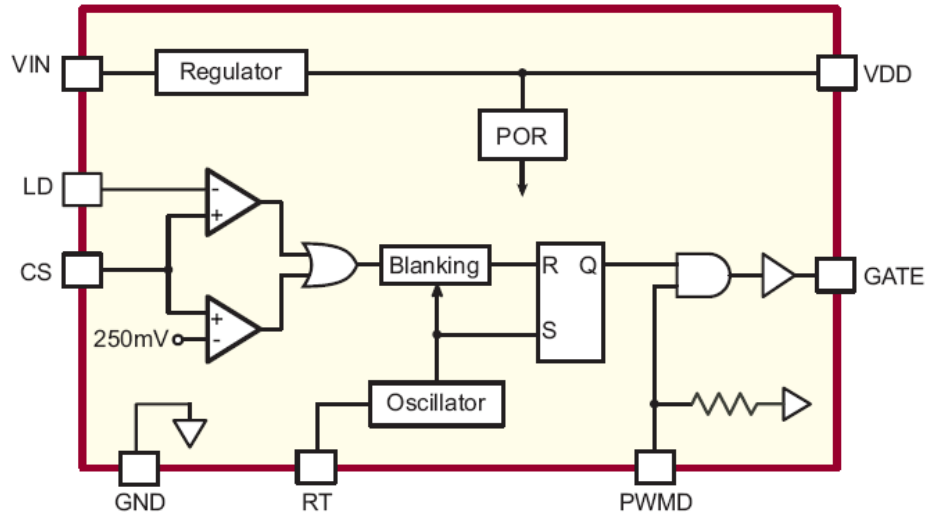 VIN
Regulator
VDD
POR
LD
-
+
CS
Blanking
R Q
GATE
+
250mV
-
S
Oscillator
GND
RT
PWMD